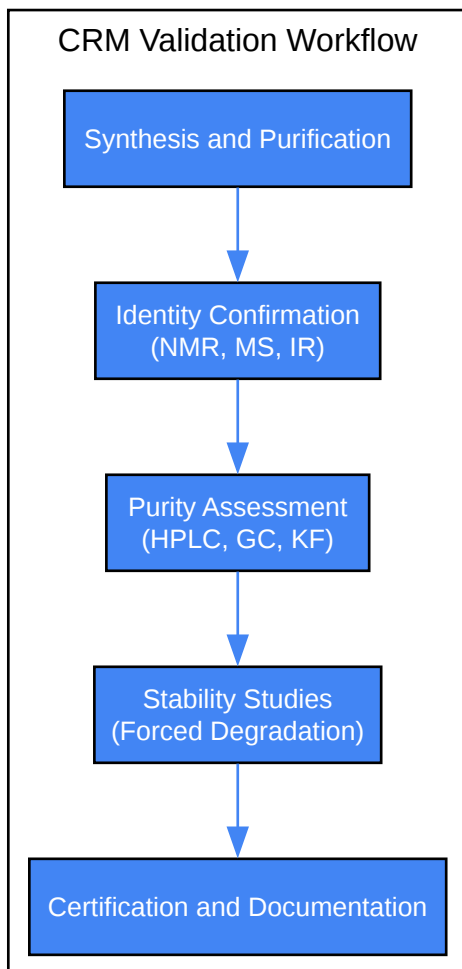 CRM Validation Workflow
Synthesis and Purification
Identity Confirmation
(NMR, MS, IR)
Purity Assessment
(HPLC, GC, KF)
Stability Studies
(Forced Degradation)
Certification and Documentation